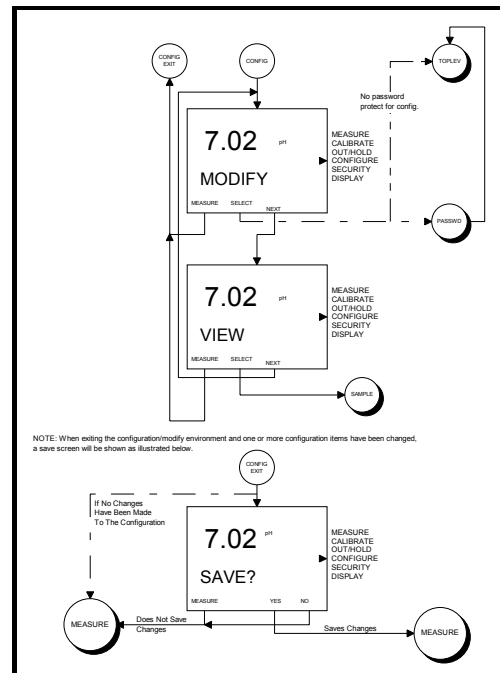 CONFIG
EXIT
CONFIG
TOPLEV
No password
protect for config.
7.02 pH
MODIFY
MEASURE SELECT NEXT
MEASURE
CALIBRATE
OUT/HOLD
CONFIGURE
SECURITY
DISPLAY
PASSWD
7.02 pH
VIEW
MEASURE SELECT NEXT
MEASURE
CALIBRATE
OUT/HOLD
CONFIGURE
SECURITY
DISPLAY
SAMPLE
NOTE: When exiting the configuration/modify environment and one or more configuration items have been changed,
a save screen will be shown as illustrated below.
CONFIG
EXIT
If No Changes
Have Been Made
To The Configuration
7.02 pH
SAVE?
MEASURE YES NO
MEASURE
CALIBRATE
OUT/HOLD
CONFIGURE
SECURITY
DISPLAY
MEASURE
Does Not Save
Changes
Saves Changes
MEASURE